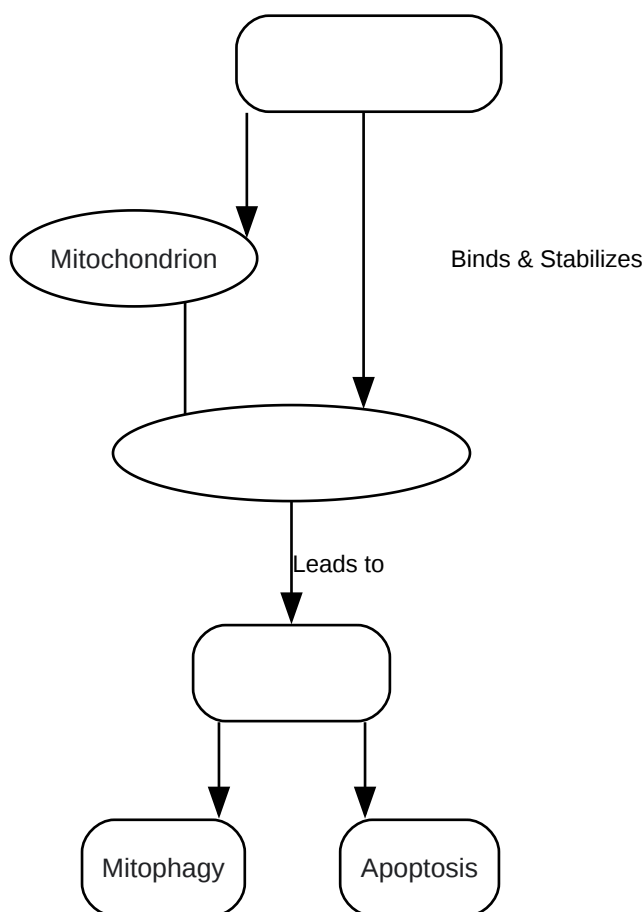 Mitochondrion
Binds & Stabilizes
Leads to
Mitophagy
Apoptosis